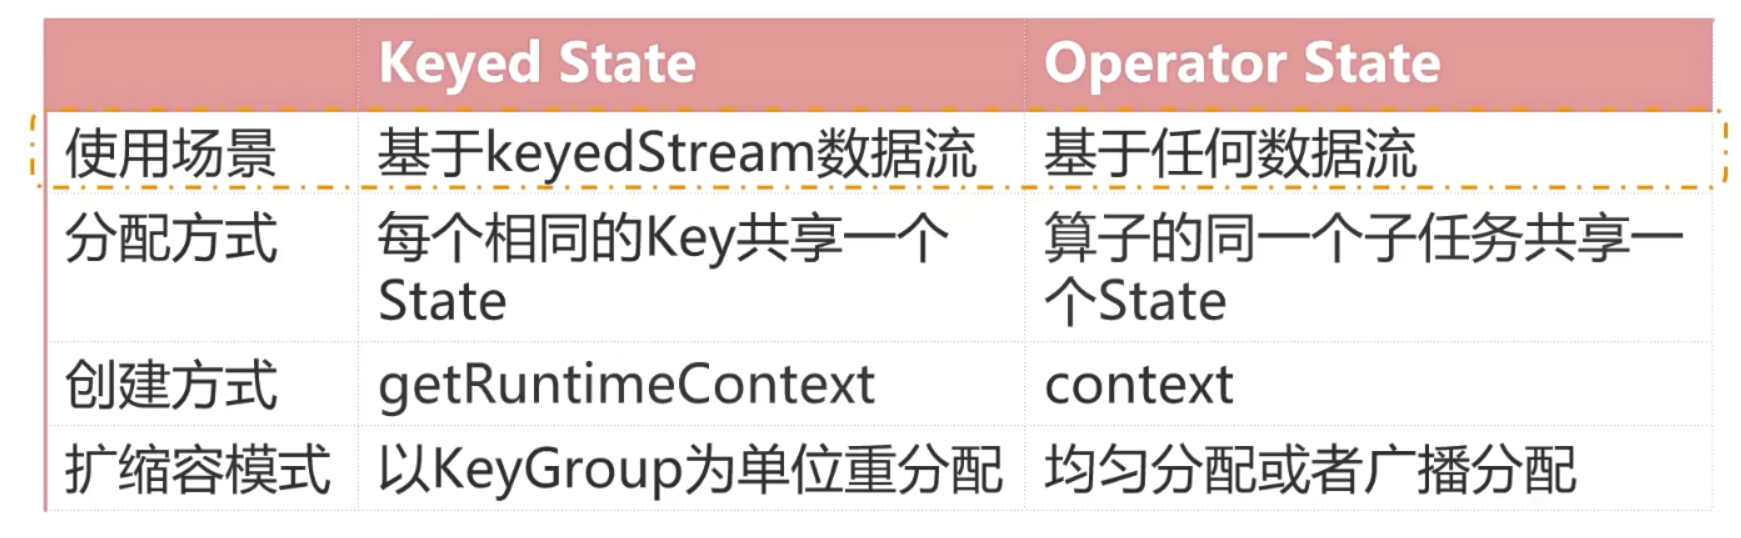 Keyed State Operator State
使用场景 基于keyedStream数据流 基于任何数据流
分配方式 每个相同的Key共享一个 算子的同一个子任务共享一
State 个State
创建方式 getRuntimeContext context
扩缩容模式 以KeyGroup为单位重分配 均匀分配或者广播分配